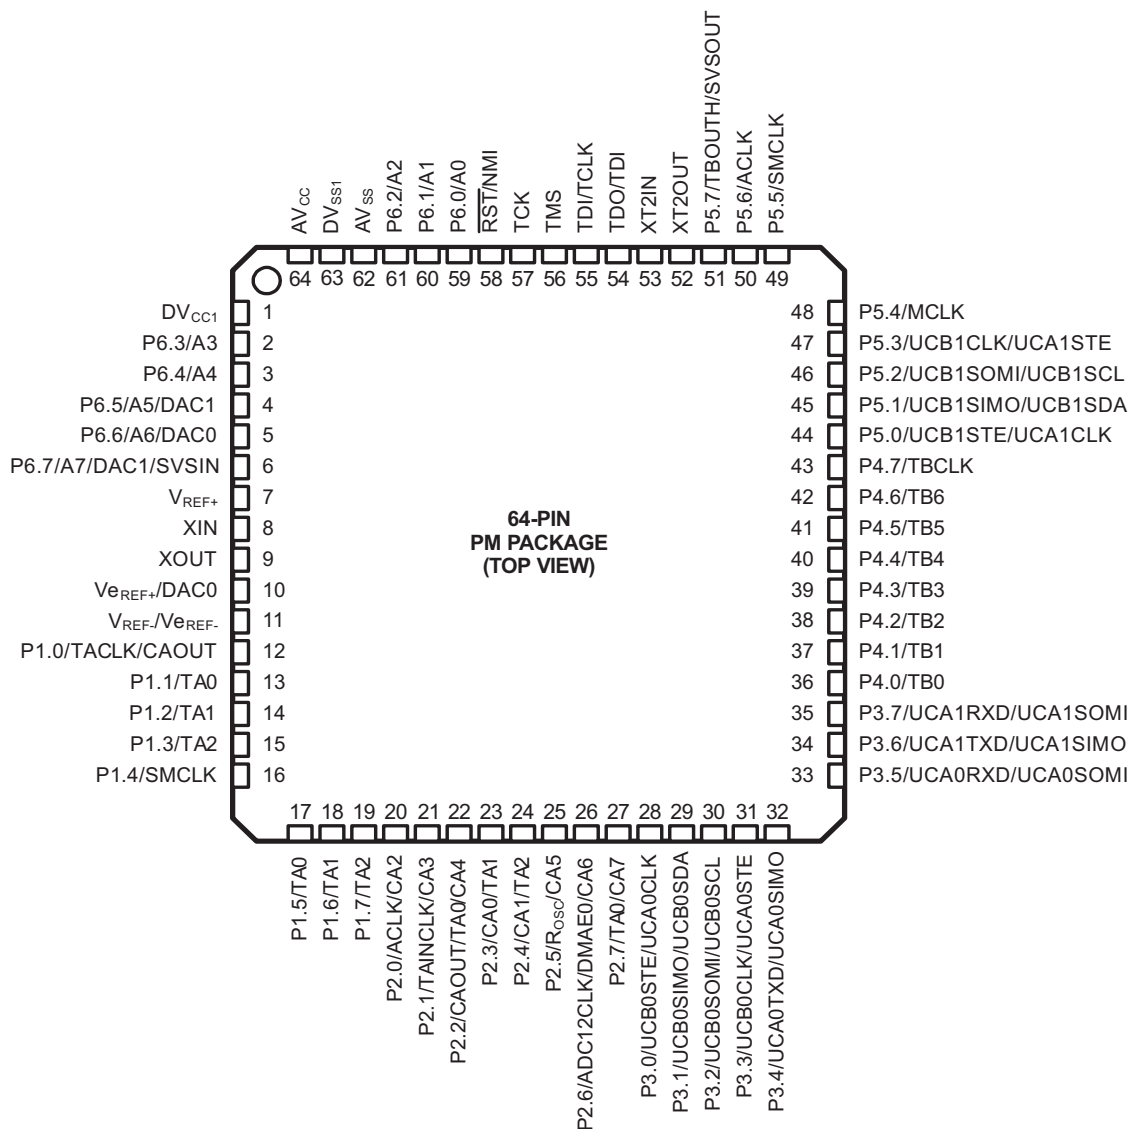 AVCC
DVSS1
AVSS
P6.2/A2
P6.1/A1
P6.0/A0
RST/NMI
TCK
TMS
TDI/TCLK
TDO/TDI
XT2IN
XT2OUT
P5.7/TBOUTH/SVSOUT
P5.6/ACLK
P5.5/SMCLK
64 63 62 61 60 59 58 57 56 55 54 53 52 51 50 49
DVCC1 1
P6.3/A3 2
P6.4/A4 3
P6.5/A5/DAC1 4
P6.6/A6/DAC0 5
P6.7/A7/DAC1/SVSIN 6
VREF+ 7
XIN 8
XOUT 9
VeREF+/DAC0 10
VREF-/VeREF- 11
P1.0/TACLK/CAOUT 12
P1.1/TA0 13
P1.2/TA1 14
P1.3/TA2 15
P1.4/SMCLK 16
64-PIN
PM PACKAGE
(TOP VIEW)
48 P5.4/MCLK
47 P5.3/UCB1CLK/UCA1STE
46 P5.2/UCB1SOMI/UCB1SCL
45 P5.1/UCB1SIMO/UCB1SDA
44 P5.0/UCB1STE/UCA1CLK
43 P4.7/TBCLK
42 P4.6/TB6
41 P4.5/TB5
40 P4.4/TB4
39 P4.3/TB3
38 P4.2/TB2
37 P4.1/TB1
36 P4.0/TB0
35 P3.7/UCA1RXD/UCA1SOMI
34 P3.6/UCA1TXD/UCA1SIMO
33 P3.5/UCA0RXD/UCA0SOMI
17 18 19 20 21 22 23 24 25 26 27 28 29 30 31 32
P1.5/TA0
P1.6/TA1
P1.7/TA2
P2.0/ACLK/CA2
P2.1/TAINCLK/CA3
P2.2/CAOUT/TA0/CA4
P2.3/CA0/TA1
P2.4/CA1/TA2
P2.5/ROSC/CA5
P2.6/ADC12CLK/DMAE0/CA6
P2.7/TA0/CA7
P3.0/UCB0STE/UCA0CLK
P3.1/UCB0SIMO/UCB0SDA
P3.2/UCB0SOMI/UCB0SCL
P3.3/UCB0CLK/UCA0STE
P3.4/UCA0TXD/UCA0SIMO